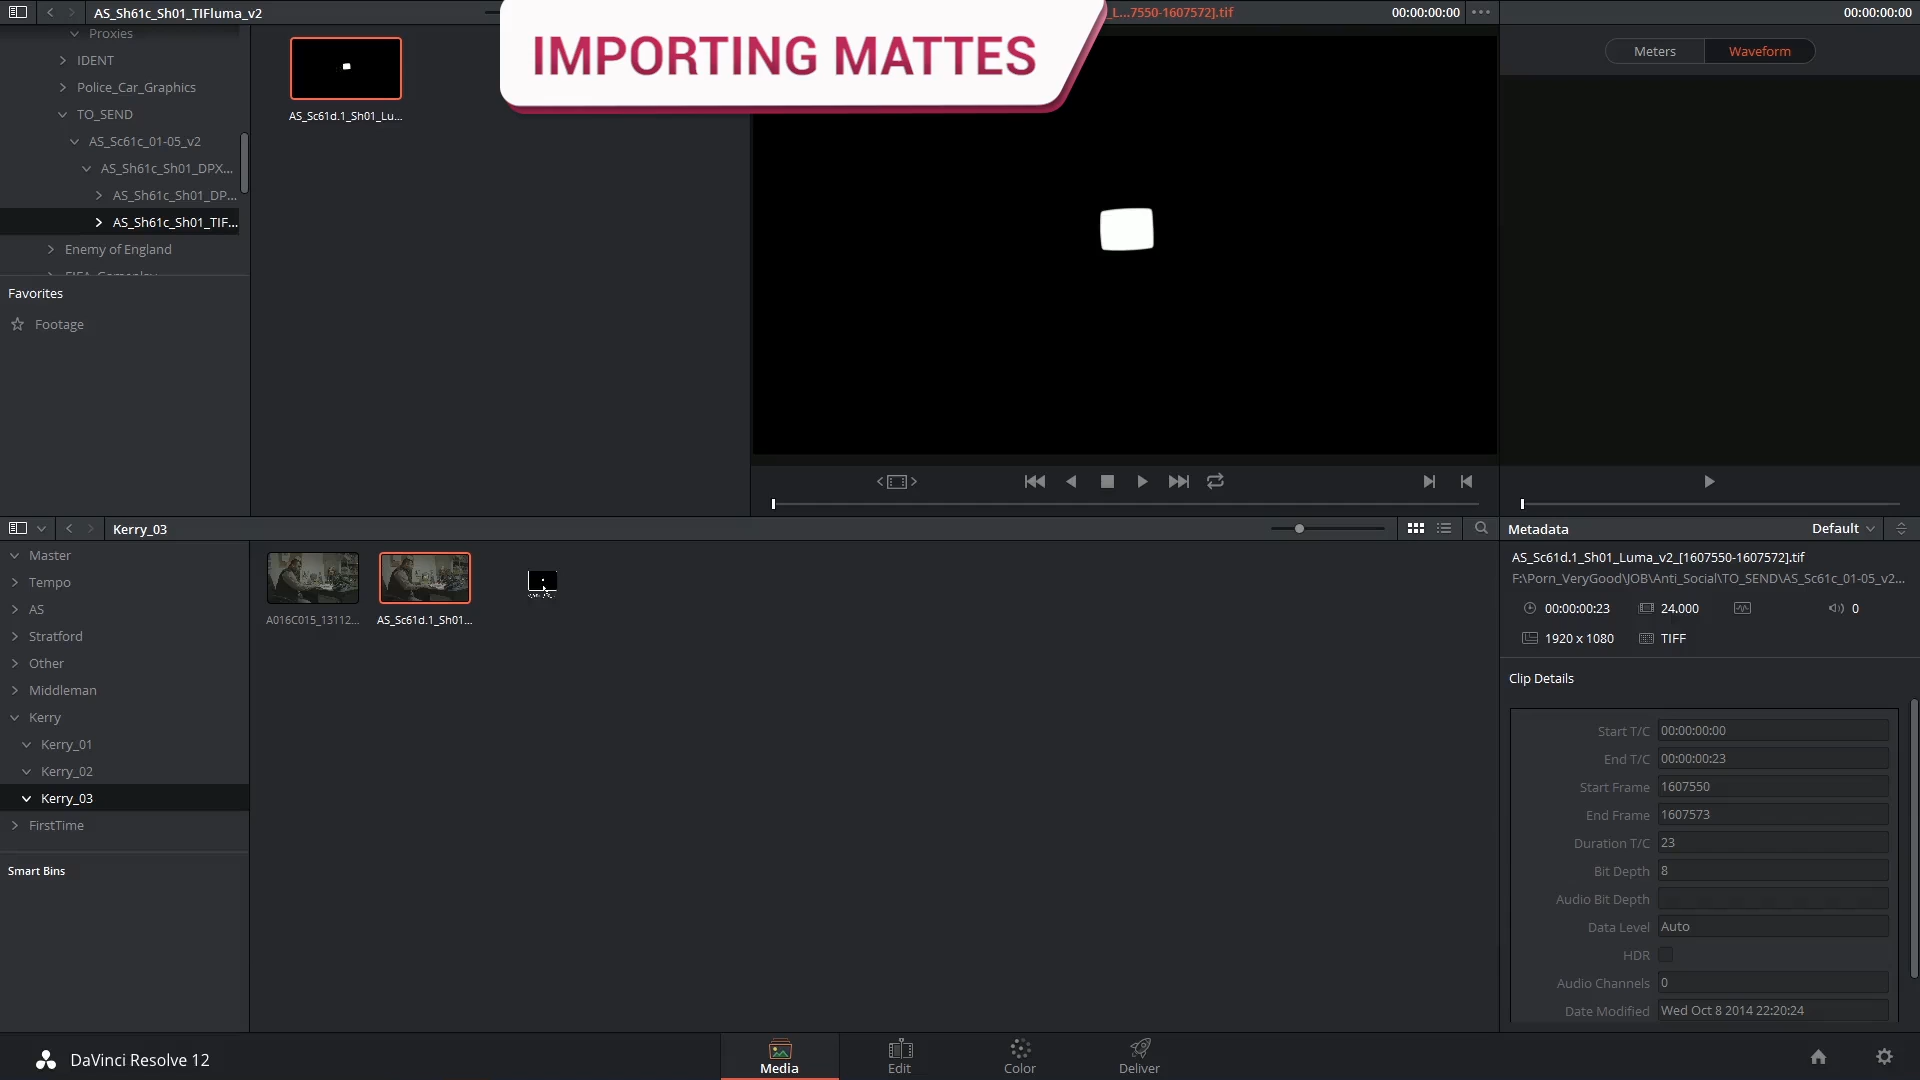 AS_Sh61c_Sh01_TIFluma_v2
IMPORTING MATTES
_L...7550-1607572].tif
00:00:00:00
00:00:00:00
Proxies
IDENT
Police_Car_Graphics
TO_SEND
AS_Sc61c_01-05_v2
AS_Sh61c_Sh01_DPX...
AS_Sh61c_Sh01_DP...
AS_Sh61c_Sh01_TIF...
Enemy of England
Favorites
Footage
AS_Sc61d.1_Sh01_Lu...
Meters
Waveform
Kerry_03
Master
Tempo
AS
Stratford
Other
Middleman
Kerry
Kerry_01
Kerry_02
Kerry_03
FirstTime
Smart Bins
A016C015_13112...
AS_Sc61d.1_Sh01...
Metadata
Default
AS_Sc61d.1_Sh01_Luma_v2_[1607550-1607572].tif
F:\Porn_VeryGood\JOB\Anti_Social\TO_SEND\AS_Sc61c_01-05_v2...
00:00:00:23
24.000
0
1920 x 1080
TIFF
Clip Details
Start T/C 00:00:00:00
End T/C 00:00:00:23
Start Frame 1607550
End Frame 1607573
Duration T/C 23
Bit Depth 8
Audio Bit Depth
Data Level Auto
HDR
Audio Channels 0
Date Modified Wed Oct 8 2014 22:20:24
DaVinci Resolve 12
Media
Edit
Color
Deliver